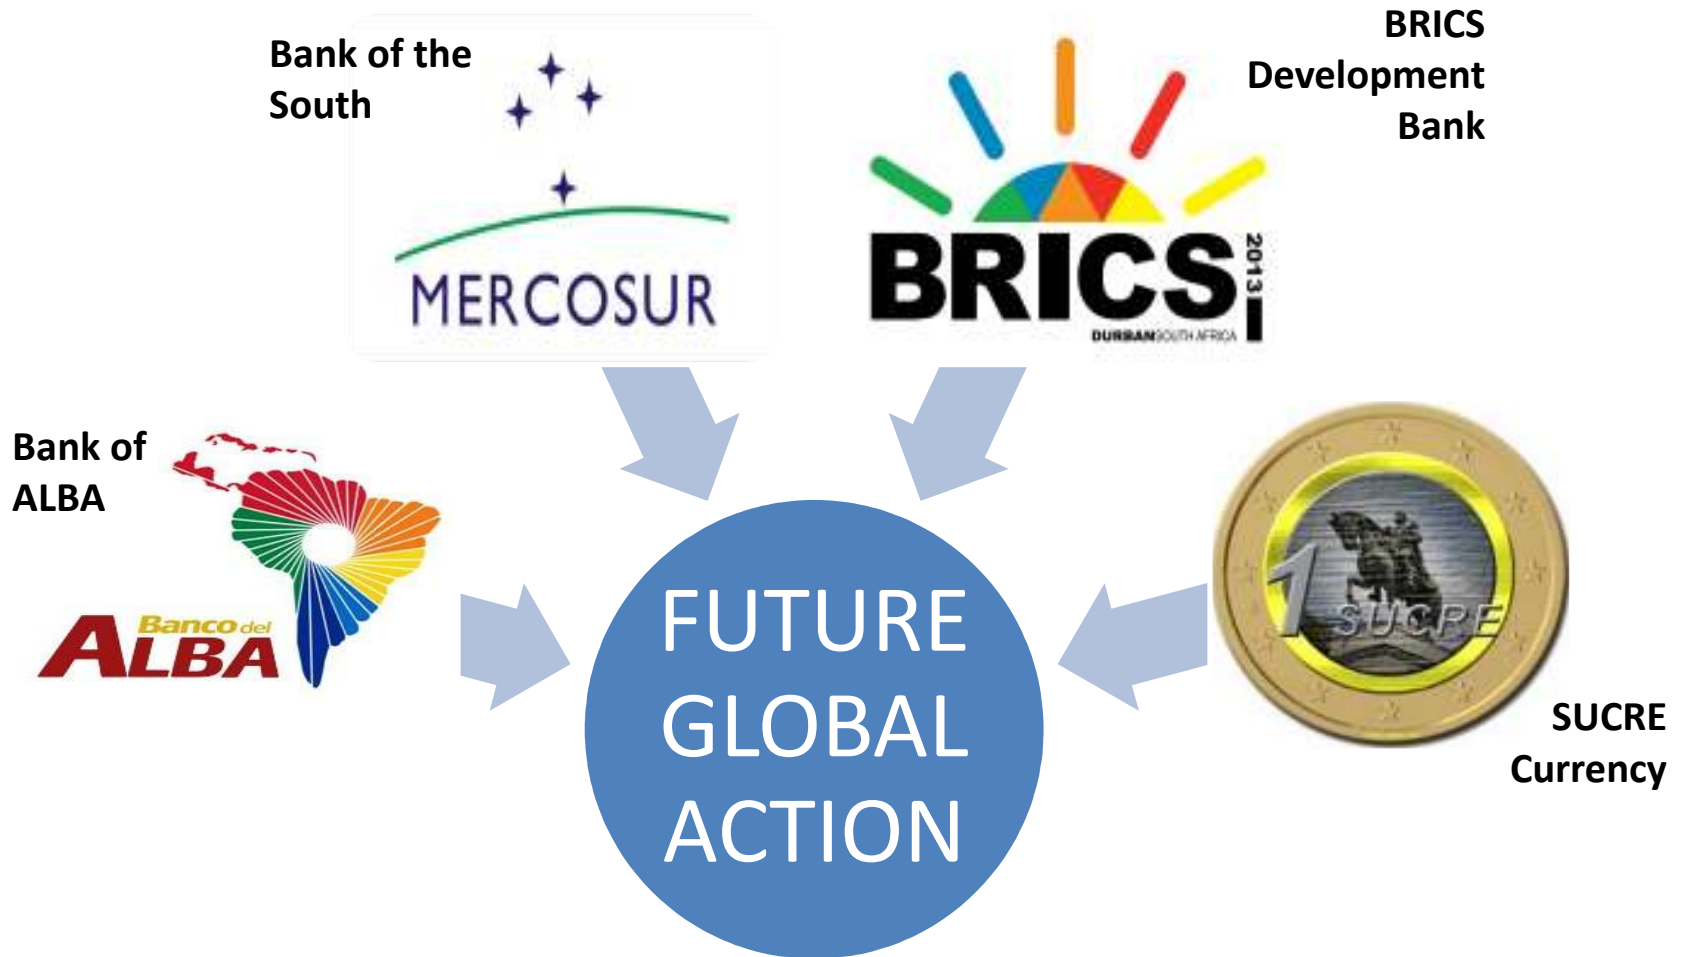 Bank of the
South
MERCOSUR
BRICS
Development
Bank
BRICS
2013
DURBAN SOUTH AFRICA
Bank of
ALBA
Banco del
ALBA
FUTURE
GLOBAL
ACTION
1
SUCRE
SUCRE
Currency